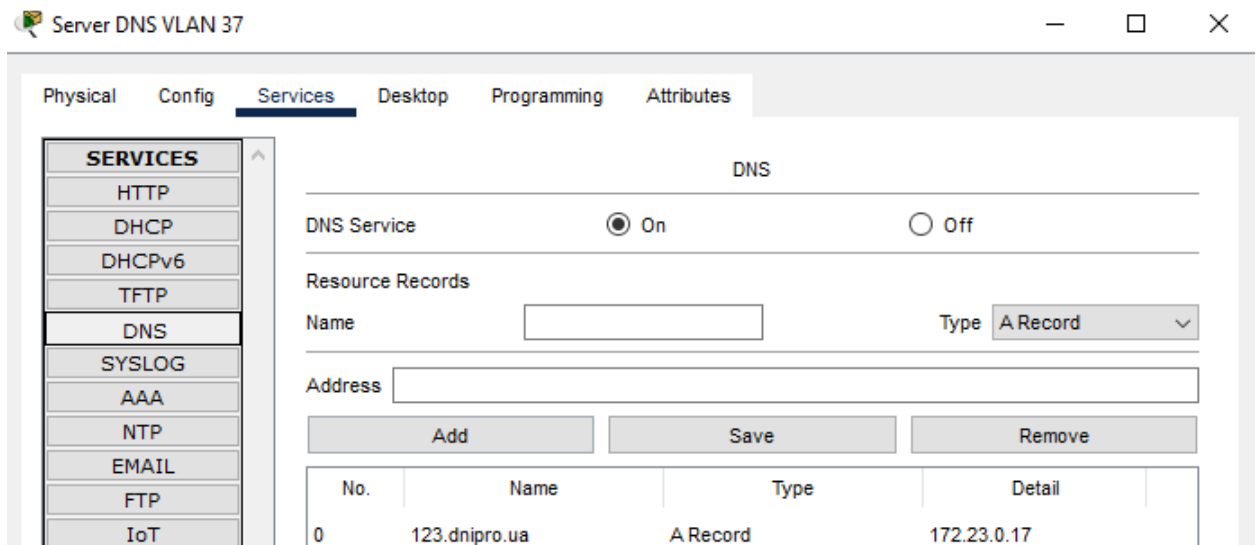 Server DNS VLAN 37
Physical Config Services Desktop Programming Attributes
SERVICES
HTTP
DHCP
DHCPv6
TFTP
DNS
SYSLOG
AAA
NTP
EMAIL
FTP
IoT
DNS
DNS Service On Off
Resource Records
Name Type A Record
Address
Add Save Remove
No. Name Type Detail
0 123.dnipro.ua A Record 172.23.0.17